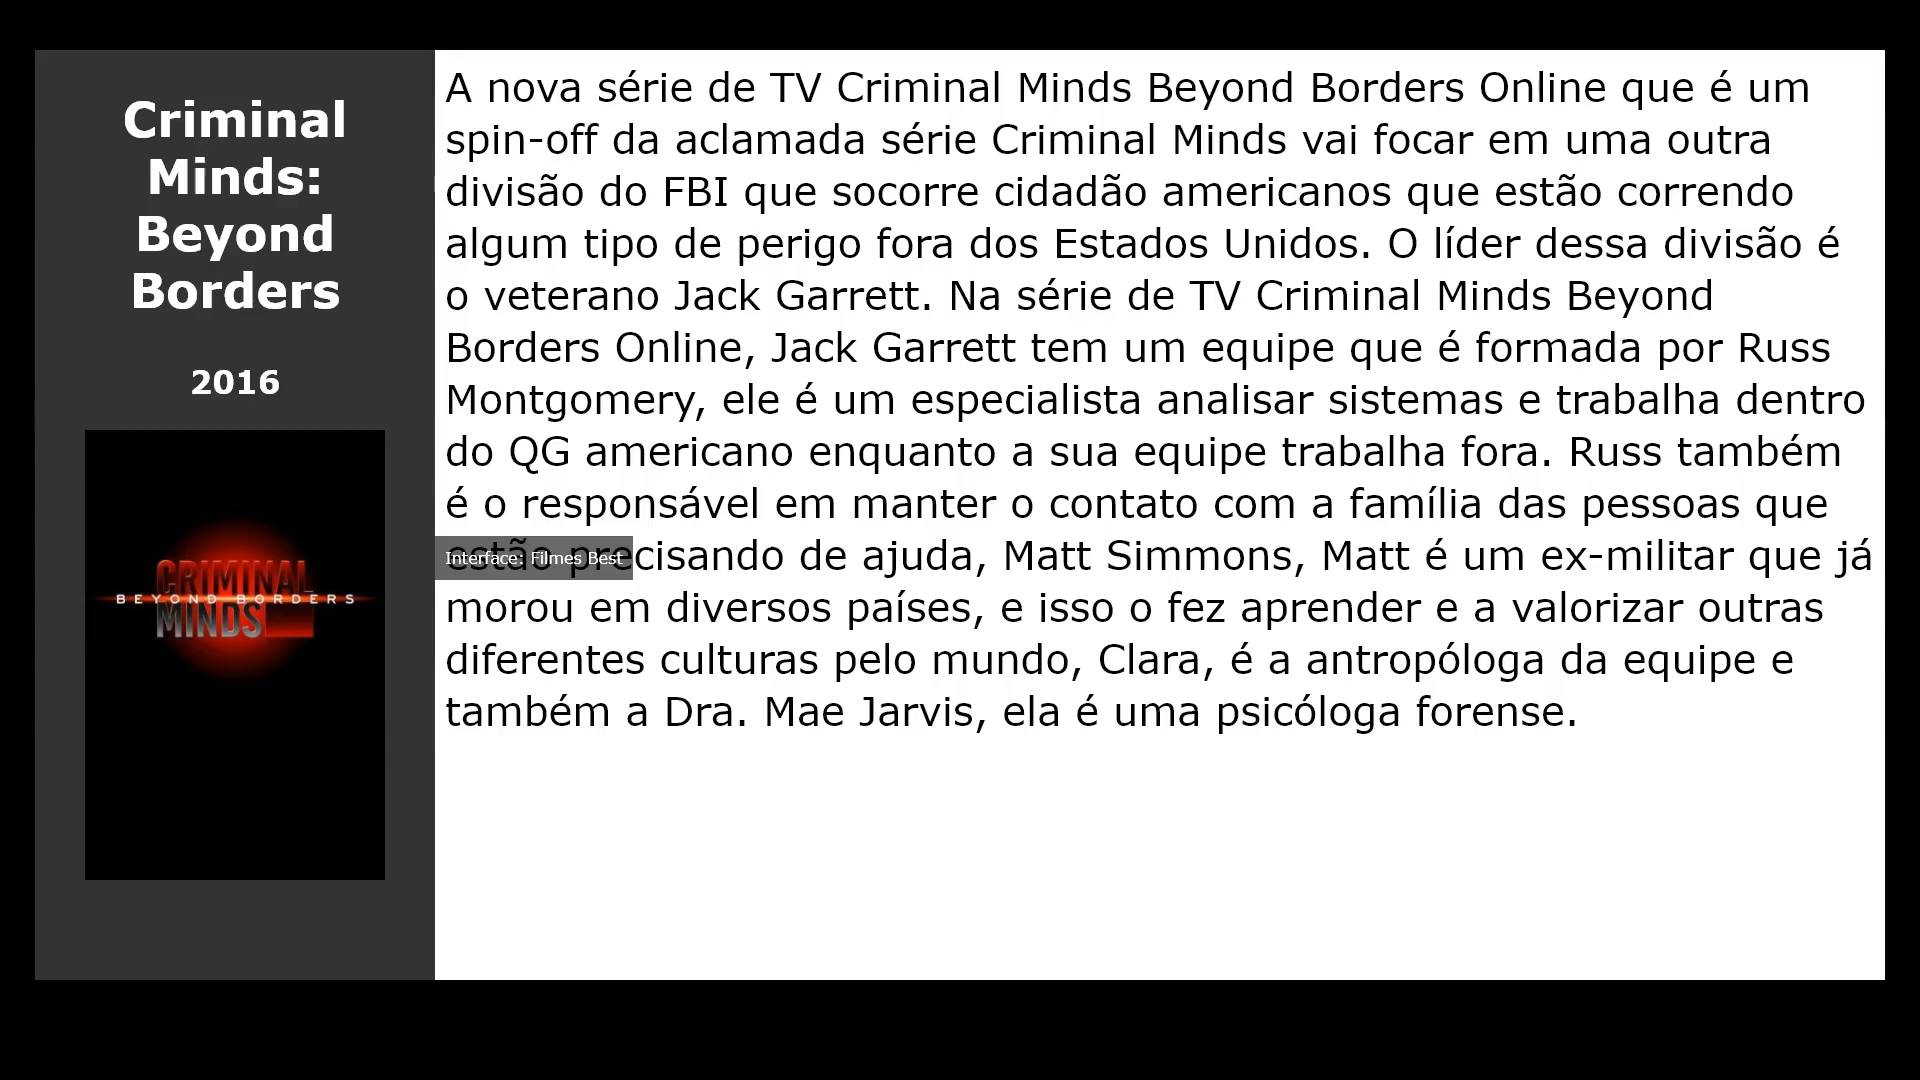 Criminal
Minds:
Beyond
Borders
2016
CRIMINAL
BEYOND BORDERS
MINDS
A nova série de TV Criminal Minds Beyond Borders Online que é um
spin-off da aclamada série Criminal Minds vai focar em uma outra
divisão do FBI que socorre cidadão americanos que estão correndo
algum tipo de perigo fora dos Estados Unidos. O líder dessa divisão é
o veterano Jack Garrett. Na série de TV Criminal Minds Beyond
Borders Online, Jack Garrett tem um equipe que é formada por Russ
Montgomery, ele é um especialista analisar sistemas e trabalha dentro
do QG americano enquanto a sua equipe trabalha fora. Russ também
é o responsável em manter o contato com a família das pessoas que
estão precisando de ajuda, Matt Simmons, Matt é um ex-militar que já
Interface: Filmes Best
morou em diversos países, e isso o fez aprender e a valorizar outras
diferentes culturas pelo mundo, Clara, é a antropóloga da equipe e
também a Dra. Mae Jarvis, ela é uma psicóloga forense.